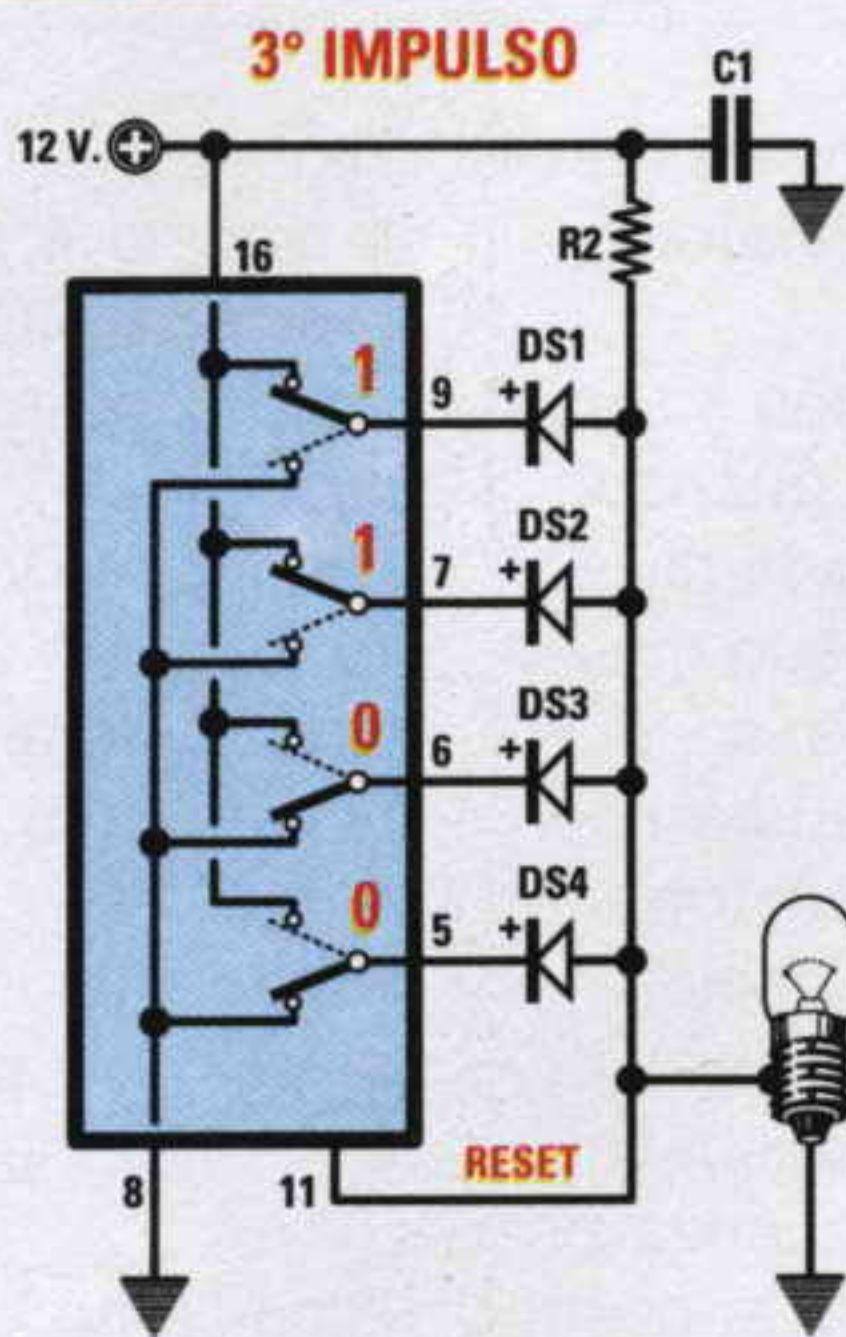 3° IMPULSO
C1
12 V.
R2
16
DS1
1
9
+
DS2
1
7
+
DS3
0
6
+
DS4
0
5
+
RESET
8
11